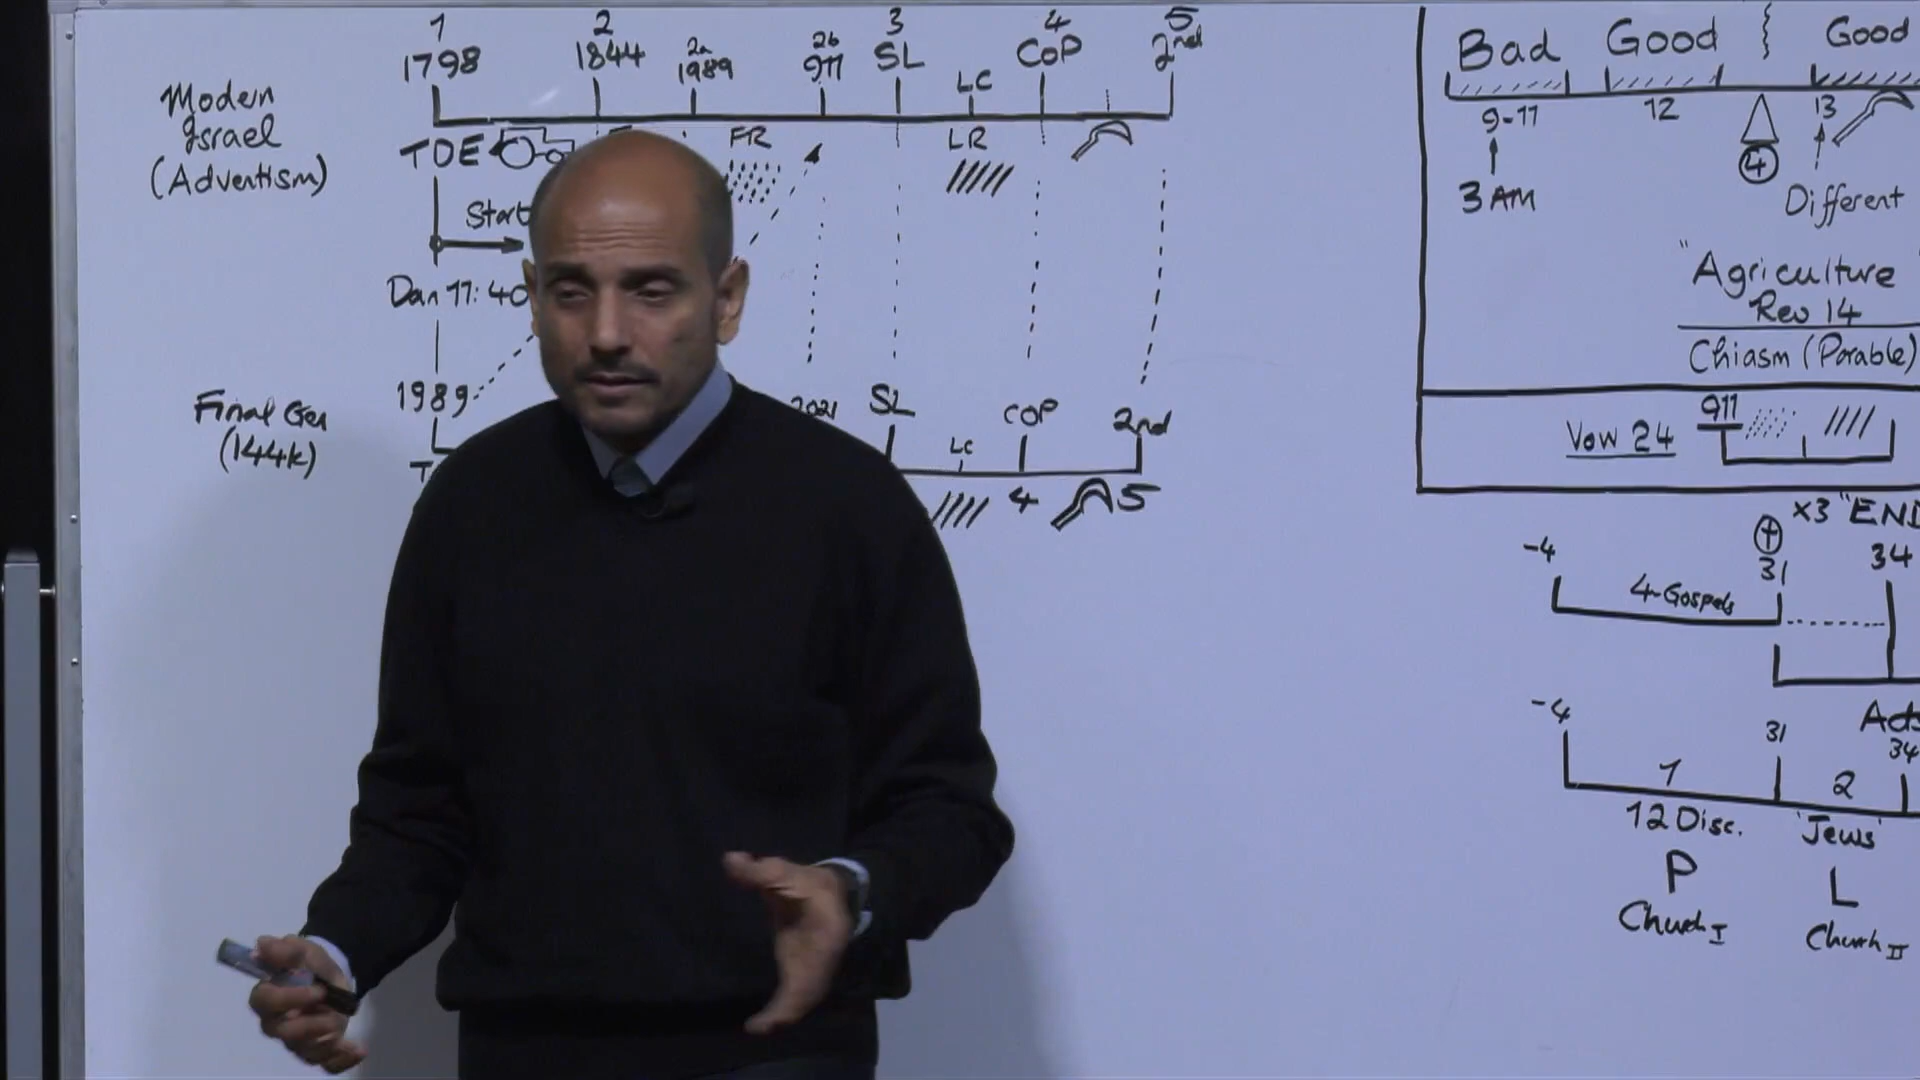 1 2 3 4 5
1798 1844 2a 1989 2b 911 SL LC COP 2nd
Modern
Israel
(Adventism)
TOE FR LR
Start
Dan 11:40
1989 2021 SL LC COP 2nd
Final Gen
(144k)
T
4 5
Bad Good Good
9-11 12 13
4
3 AM Different
"Agriculture
Rev 14
Chiasm (Parable)
911
Vow 24
x3 "END
-4 31 34
4-Gospels
Acts
-4 31 34
1 2
12 Disc. 'Jews'
P L
Church I Church II